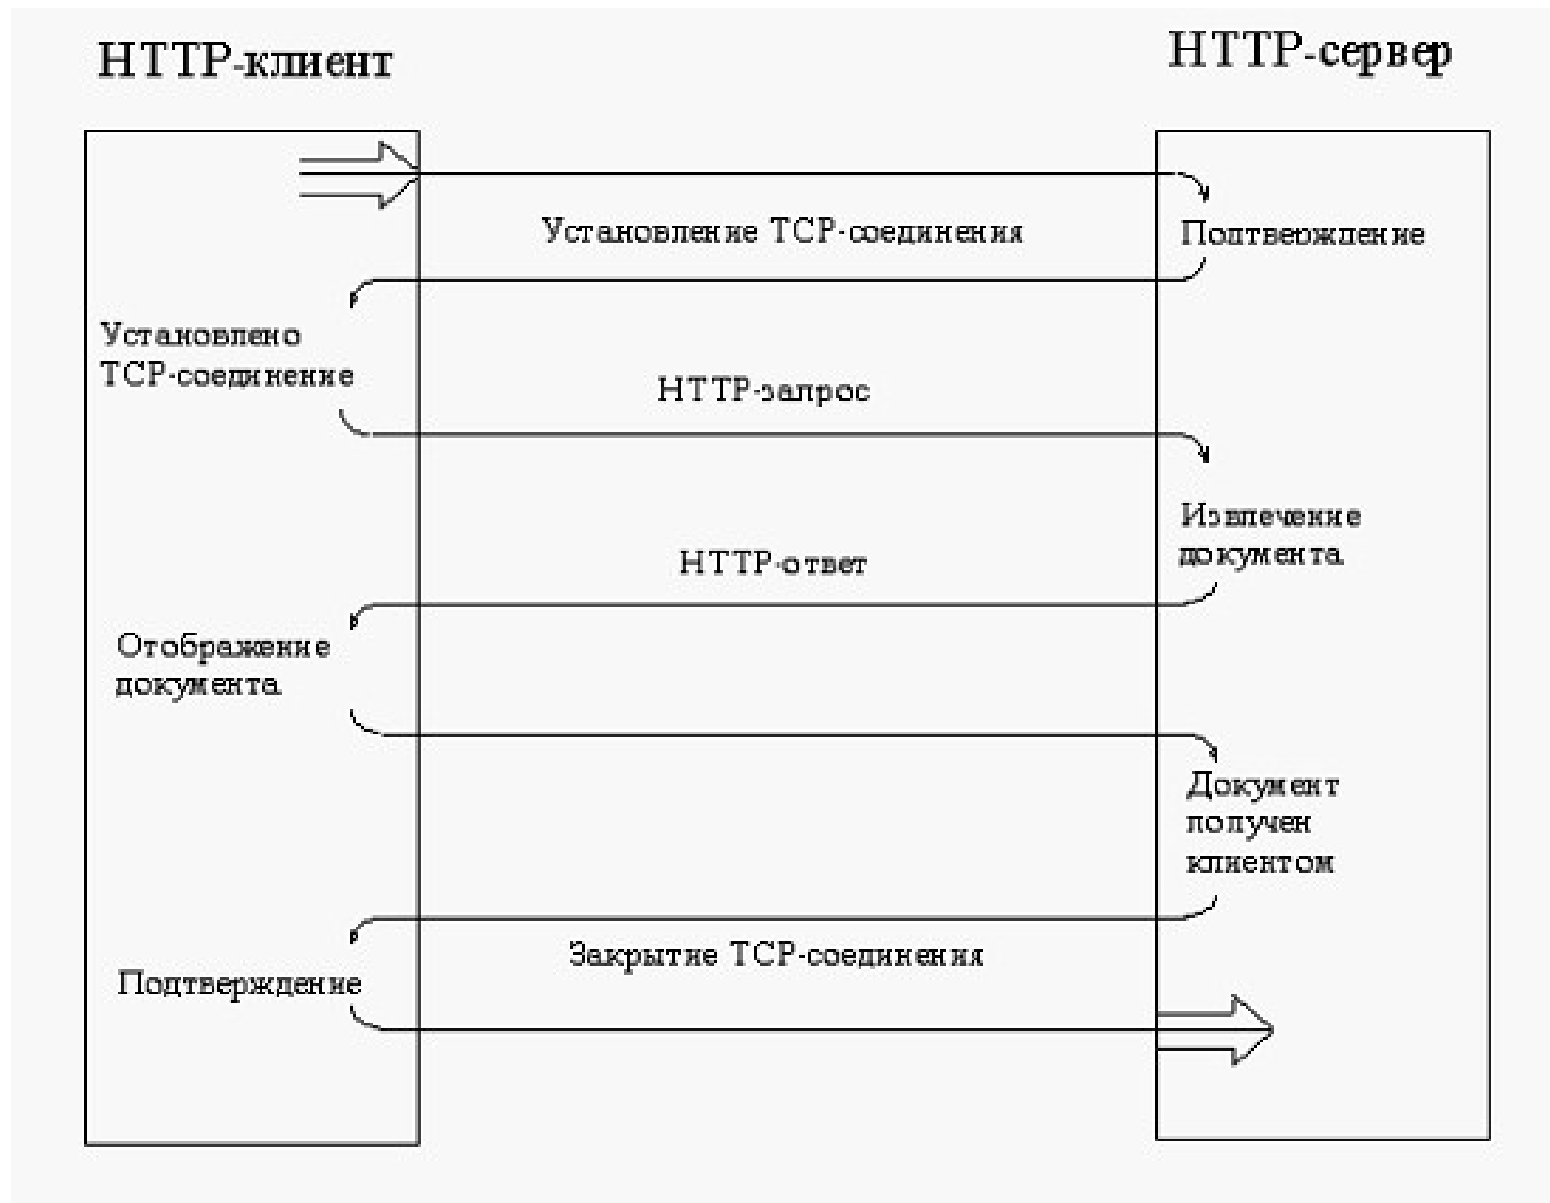 HTTP-клиент
HTTP-сервер
Установление TCP-соединения
Подтверждение
Установлено
TCP-соединение
HTTP-запрос
Извлечение
документа
HTTP-ответ
Отображение
документа
Документ
получен
клиентом
Закрытие TCP-соединения
Подтверждение